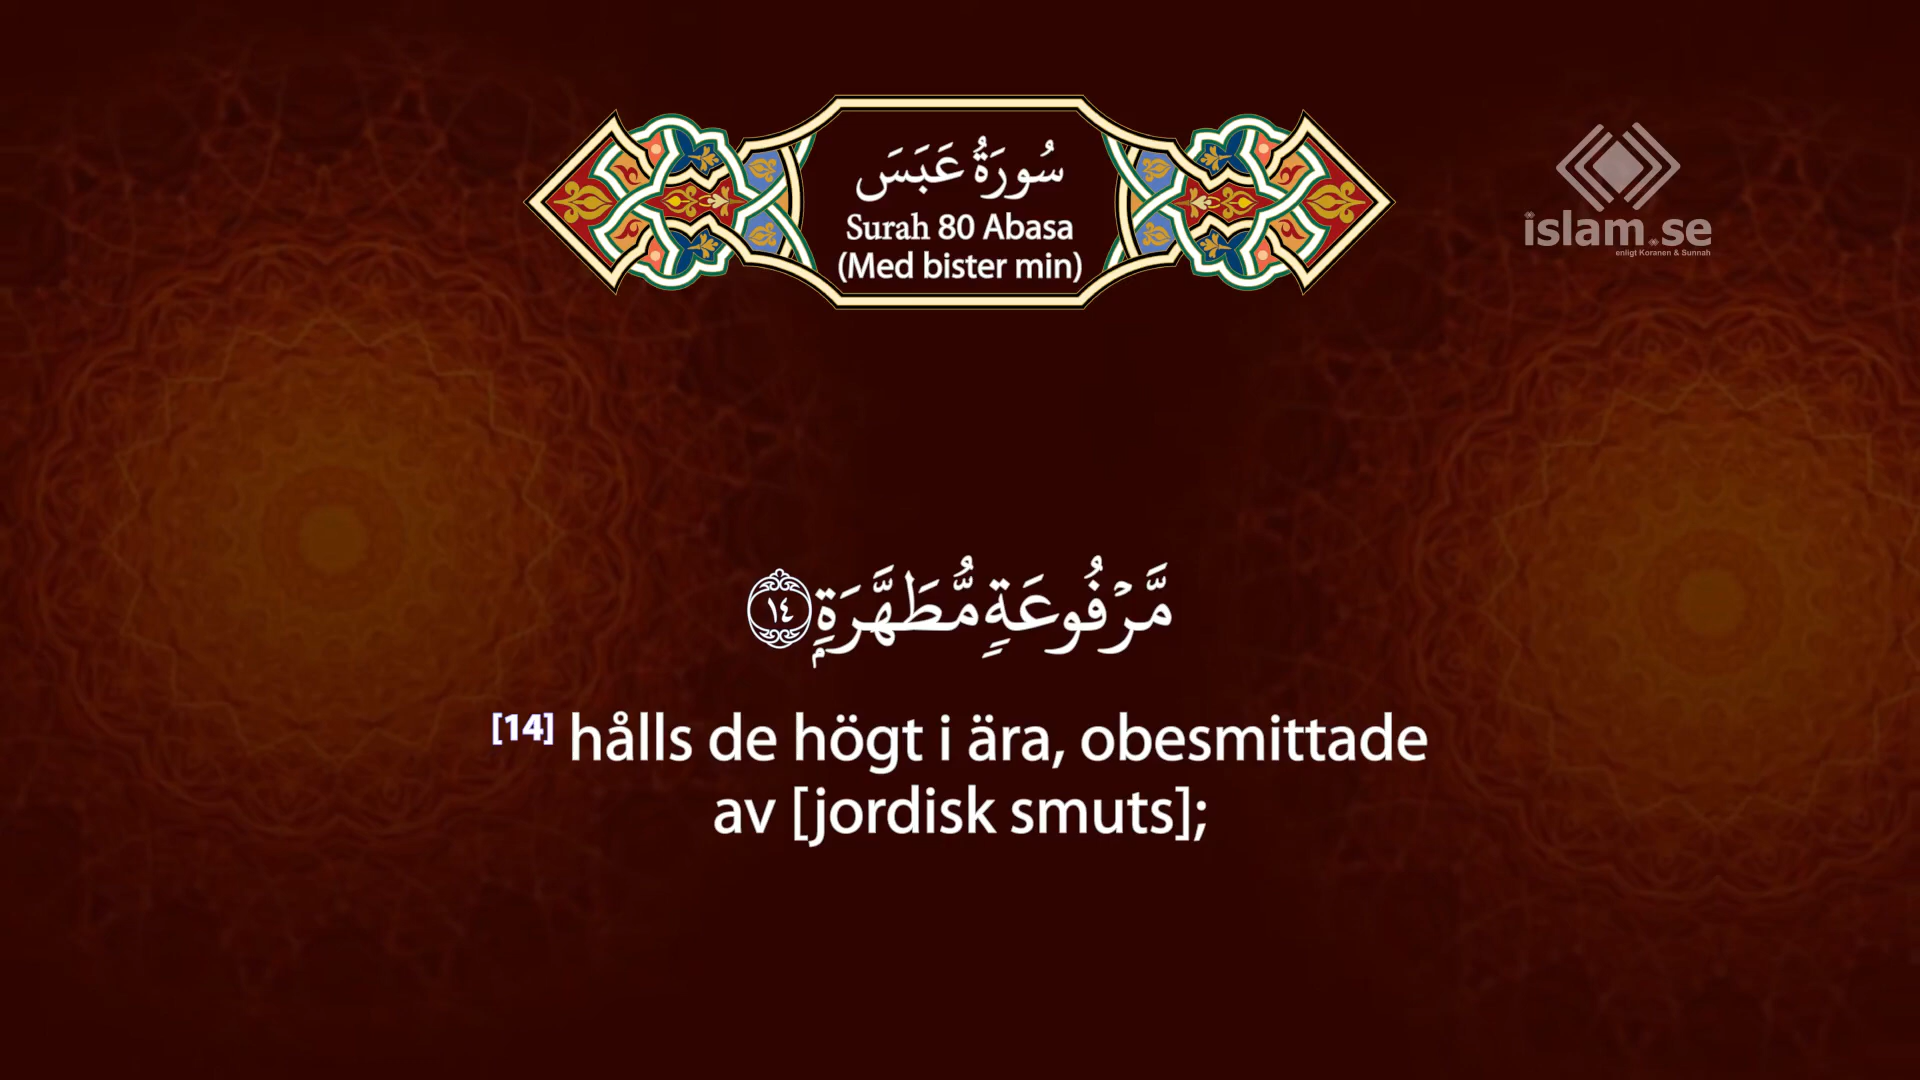 سُورَةُ عَبَسَ
Surah 80 Abasa
(Med bister min)
islam.se
enligt Koranen & Sunnah
مَّرۡفُوعَةٖ مُّطَهَّرَةِۭ ١٤
[14] hålls de högt i ära, obesmittade
av [jordisk smuts];